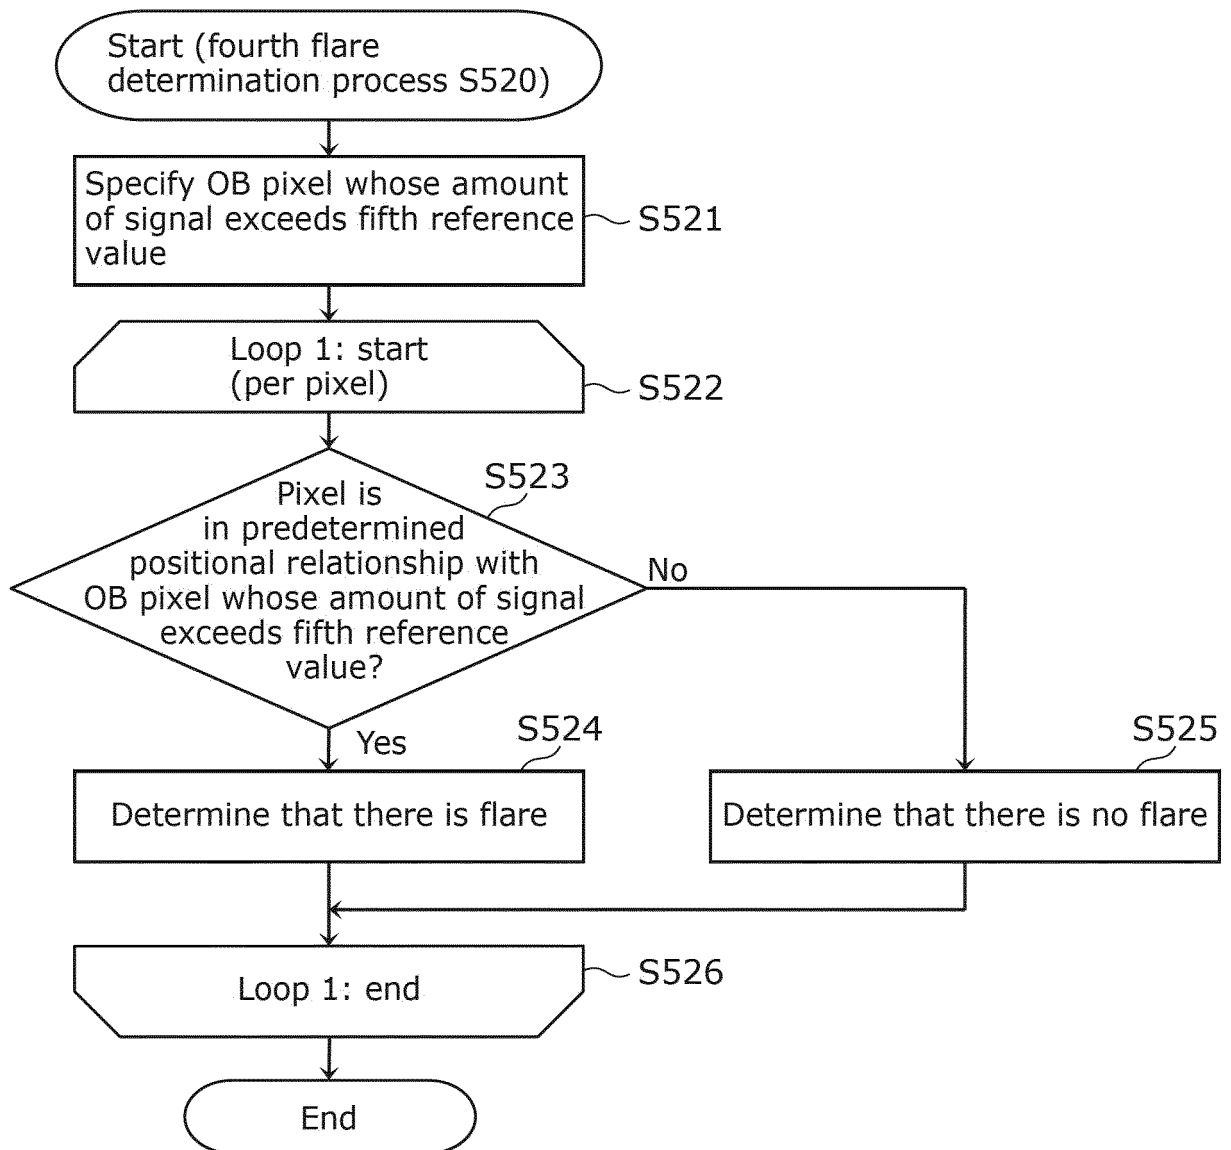 Start (fourth flare
determination process S520)
Specify OB pixel whose amount
of signal exceeds fifth reference
value
S521
Loop 1: start
(per pixel)
S522
S523
Pixel is
in predetermined
positional relationship with
OB pixel whose amount of signal
exceeds fifth reference
value?
No
Yes
S524
S525
Determine that there is flare
Determine that there is no flare
Loop 1: end
S526
End